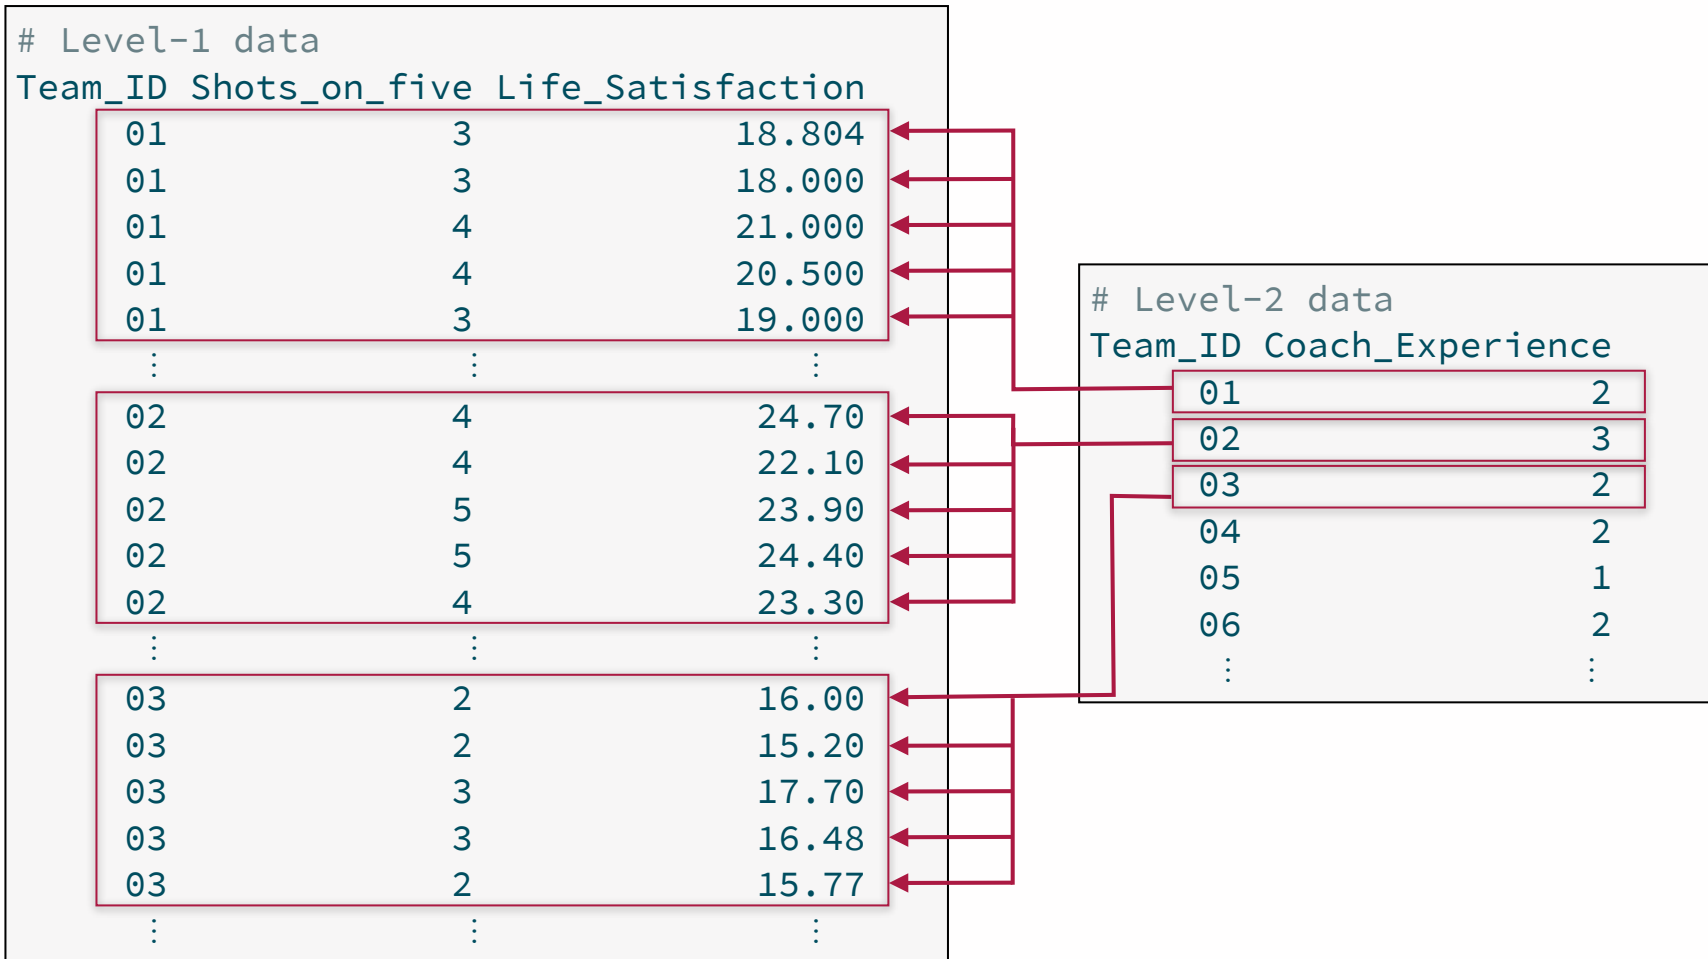 # Level-1 data
Team_ID Shots_on_five Life_Satisfaction
01 3 18.804
01 3 18.000
01 4 21.000
01 4 20.500
01 3 19.000
⋮ ⋮ ⋮
02 4 24.70
02 4 22.10
02 5 23.90
02 5 24.40
02 4 23.30
⋮ ⋮ ⋮
03 2 16.00
03 2 15.20
03 3 17.70
03 3 16.48
03 2 15.77
⋮ ⋮ ⋮
# Level-2 data
Team_ID Coach_Experience
01 2
02 3
03 2
04 2
05 1
06 2
⋮ ⋮